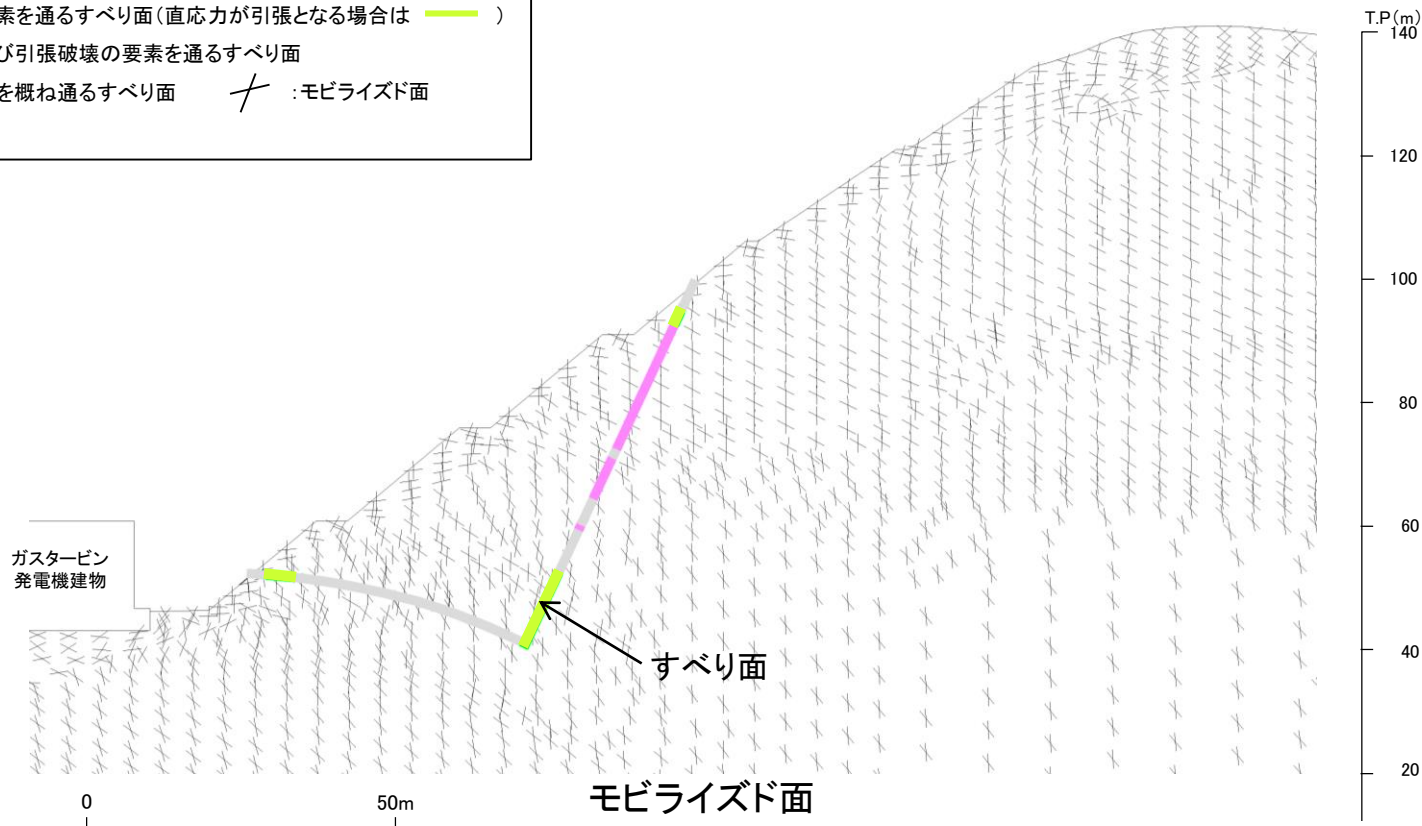 素を通るすべり面(直応力が引張となる場合は ）
び引張破壊の要素を通るすべり面
を概ね通るすべり面 :モビライズド面
T.P(m)
140
120
100
80
60
40
20
ガスタービン
発電機建物
すべり面
0 50m
モビライズド面